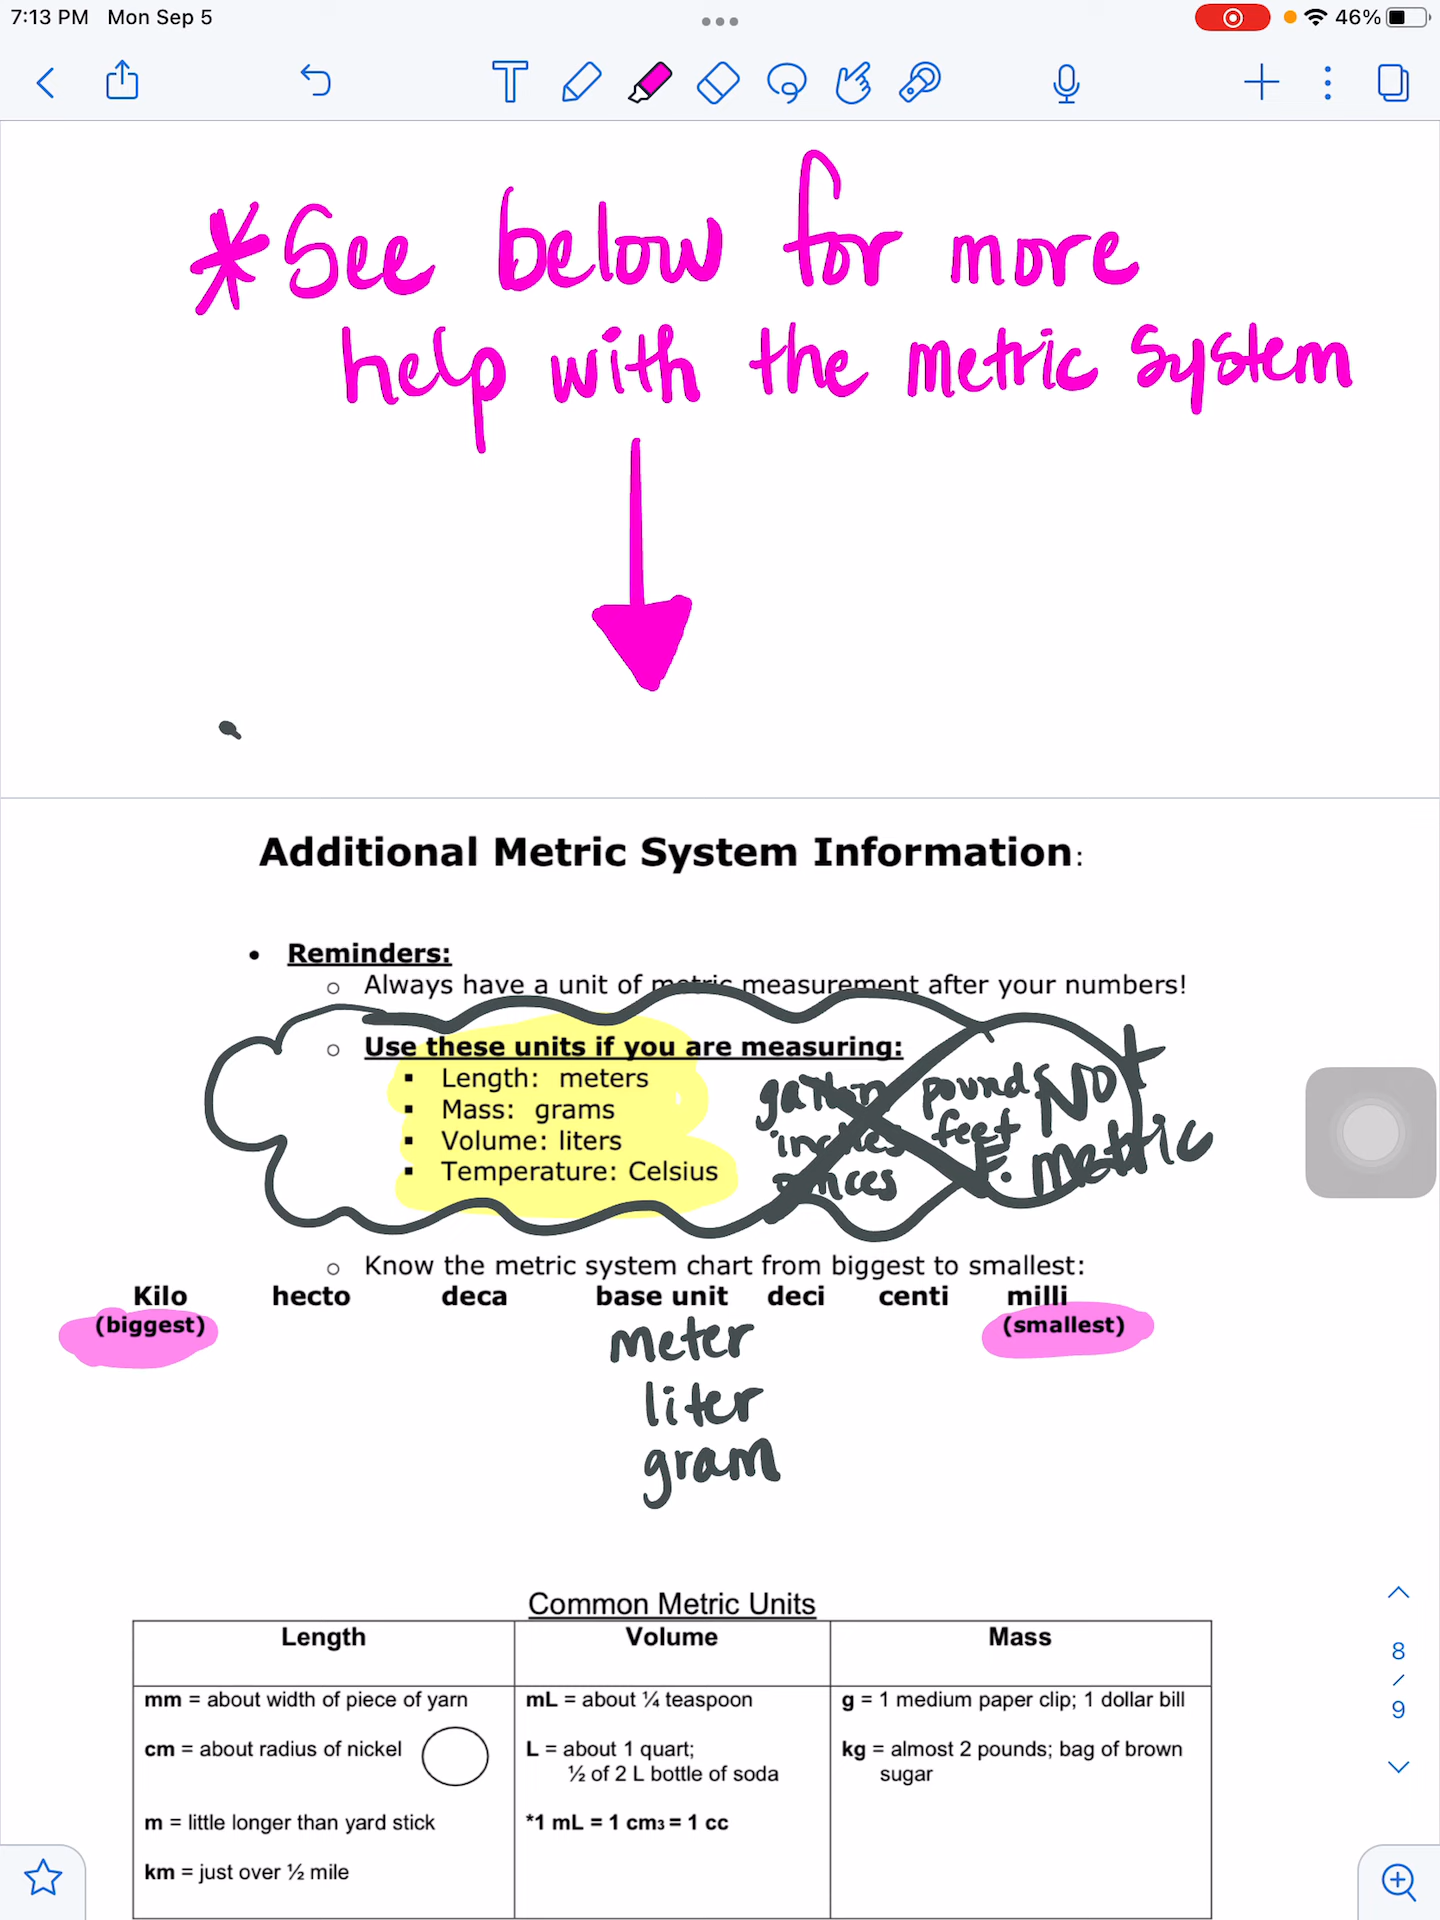 7:13 PM Mon Sep 5
46%
*See below for more
help with the metric system
Additional Metric System Information:
• Reminders:
o Always have a unit of metric measurement after your numbers!
o Use these units if you are measuring:
▪ Length: meters
▪ Mass: grams
▪ Volume: liters
▪ Temperature: Celsius
gallon pounds NOT
inches feet metric
ounces F.
o Know the metric system chart from biggest to smallest:
Kilo hecto deca base unit deci centi milli
(biggest) (smallest)
meter
liter
gram
Common Metric Units
Length Volume Mass
mm = about width of piece of yarn
cm = about radius of nickel
m = little longer than yard stick
km = just over ½ mile
mL = about ¼ teaspoon
L = about 1 quart;
½ of 2 L bottle of soda
*1 mL = 1 cm3 = 1 cc
g = 1 medium paper clip; 1 dollar bill
kg = almost 2 pounds; bag of brown
sugar
8
/
9